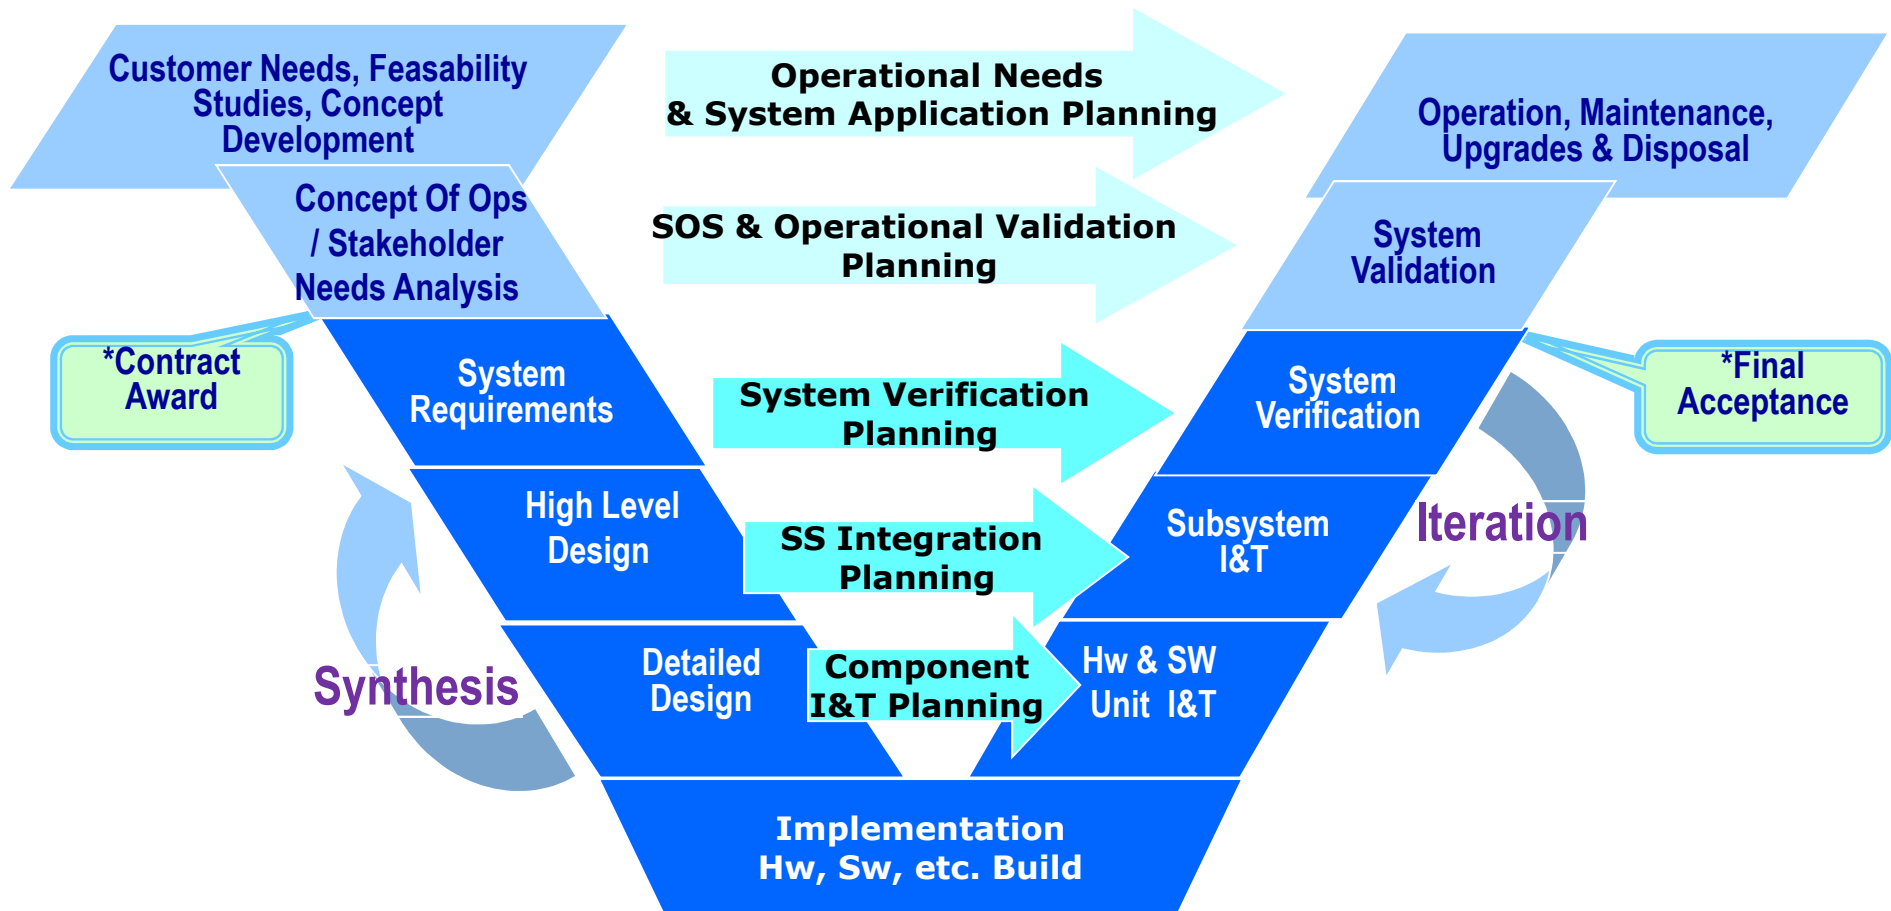 Customer Needs, Feasability
Studies, Concept
Development
Operational Needs
& System Application Planning
Operation, Maintenance,
Upgrades & Disposal
Concept Of Ops
/ Stakeholder
Needs Analysis
SOS & Operational Validation
Planning
System
Validation
*Contract
Award
System
Requirements
System Verification
Planning
System
Verification
*Final
Acceptance
High Level
Design
SS Integration
Planning
Subsystem
I&T
Iteration
Synthesis
Detailed
Design
Component
I&T Planning
Hw & SW
Unit I&T
Implementation
Hw, Sw, etc. Build